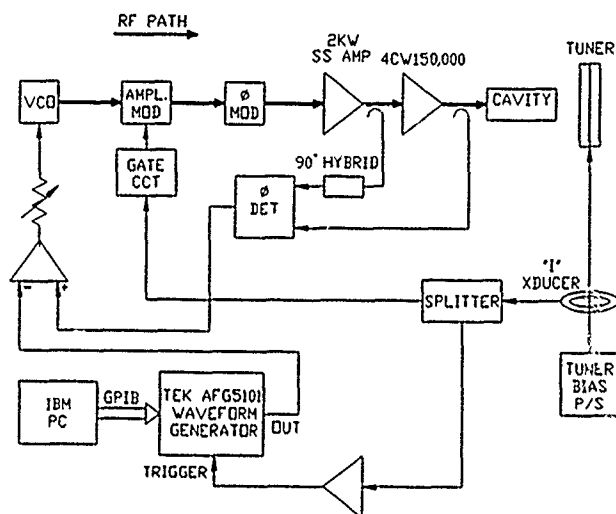 RF PATH
2KW
SS AMP
4CW150,000
TUNER
VCO
AMPL.
MOD
Ø
MOD
CAVITY
GATE
CCT
90° HYBRID
Ø
DET
"I"
XDUCER
- +
SPLITTER
TUNER
BIAS
P/S
IBM
PC
GPIB
TEK AFG5101
WAVEFORM
GENERATOR
OUT
TRIGGER